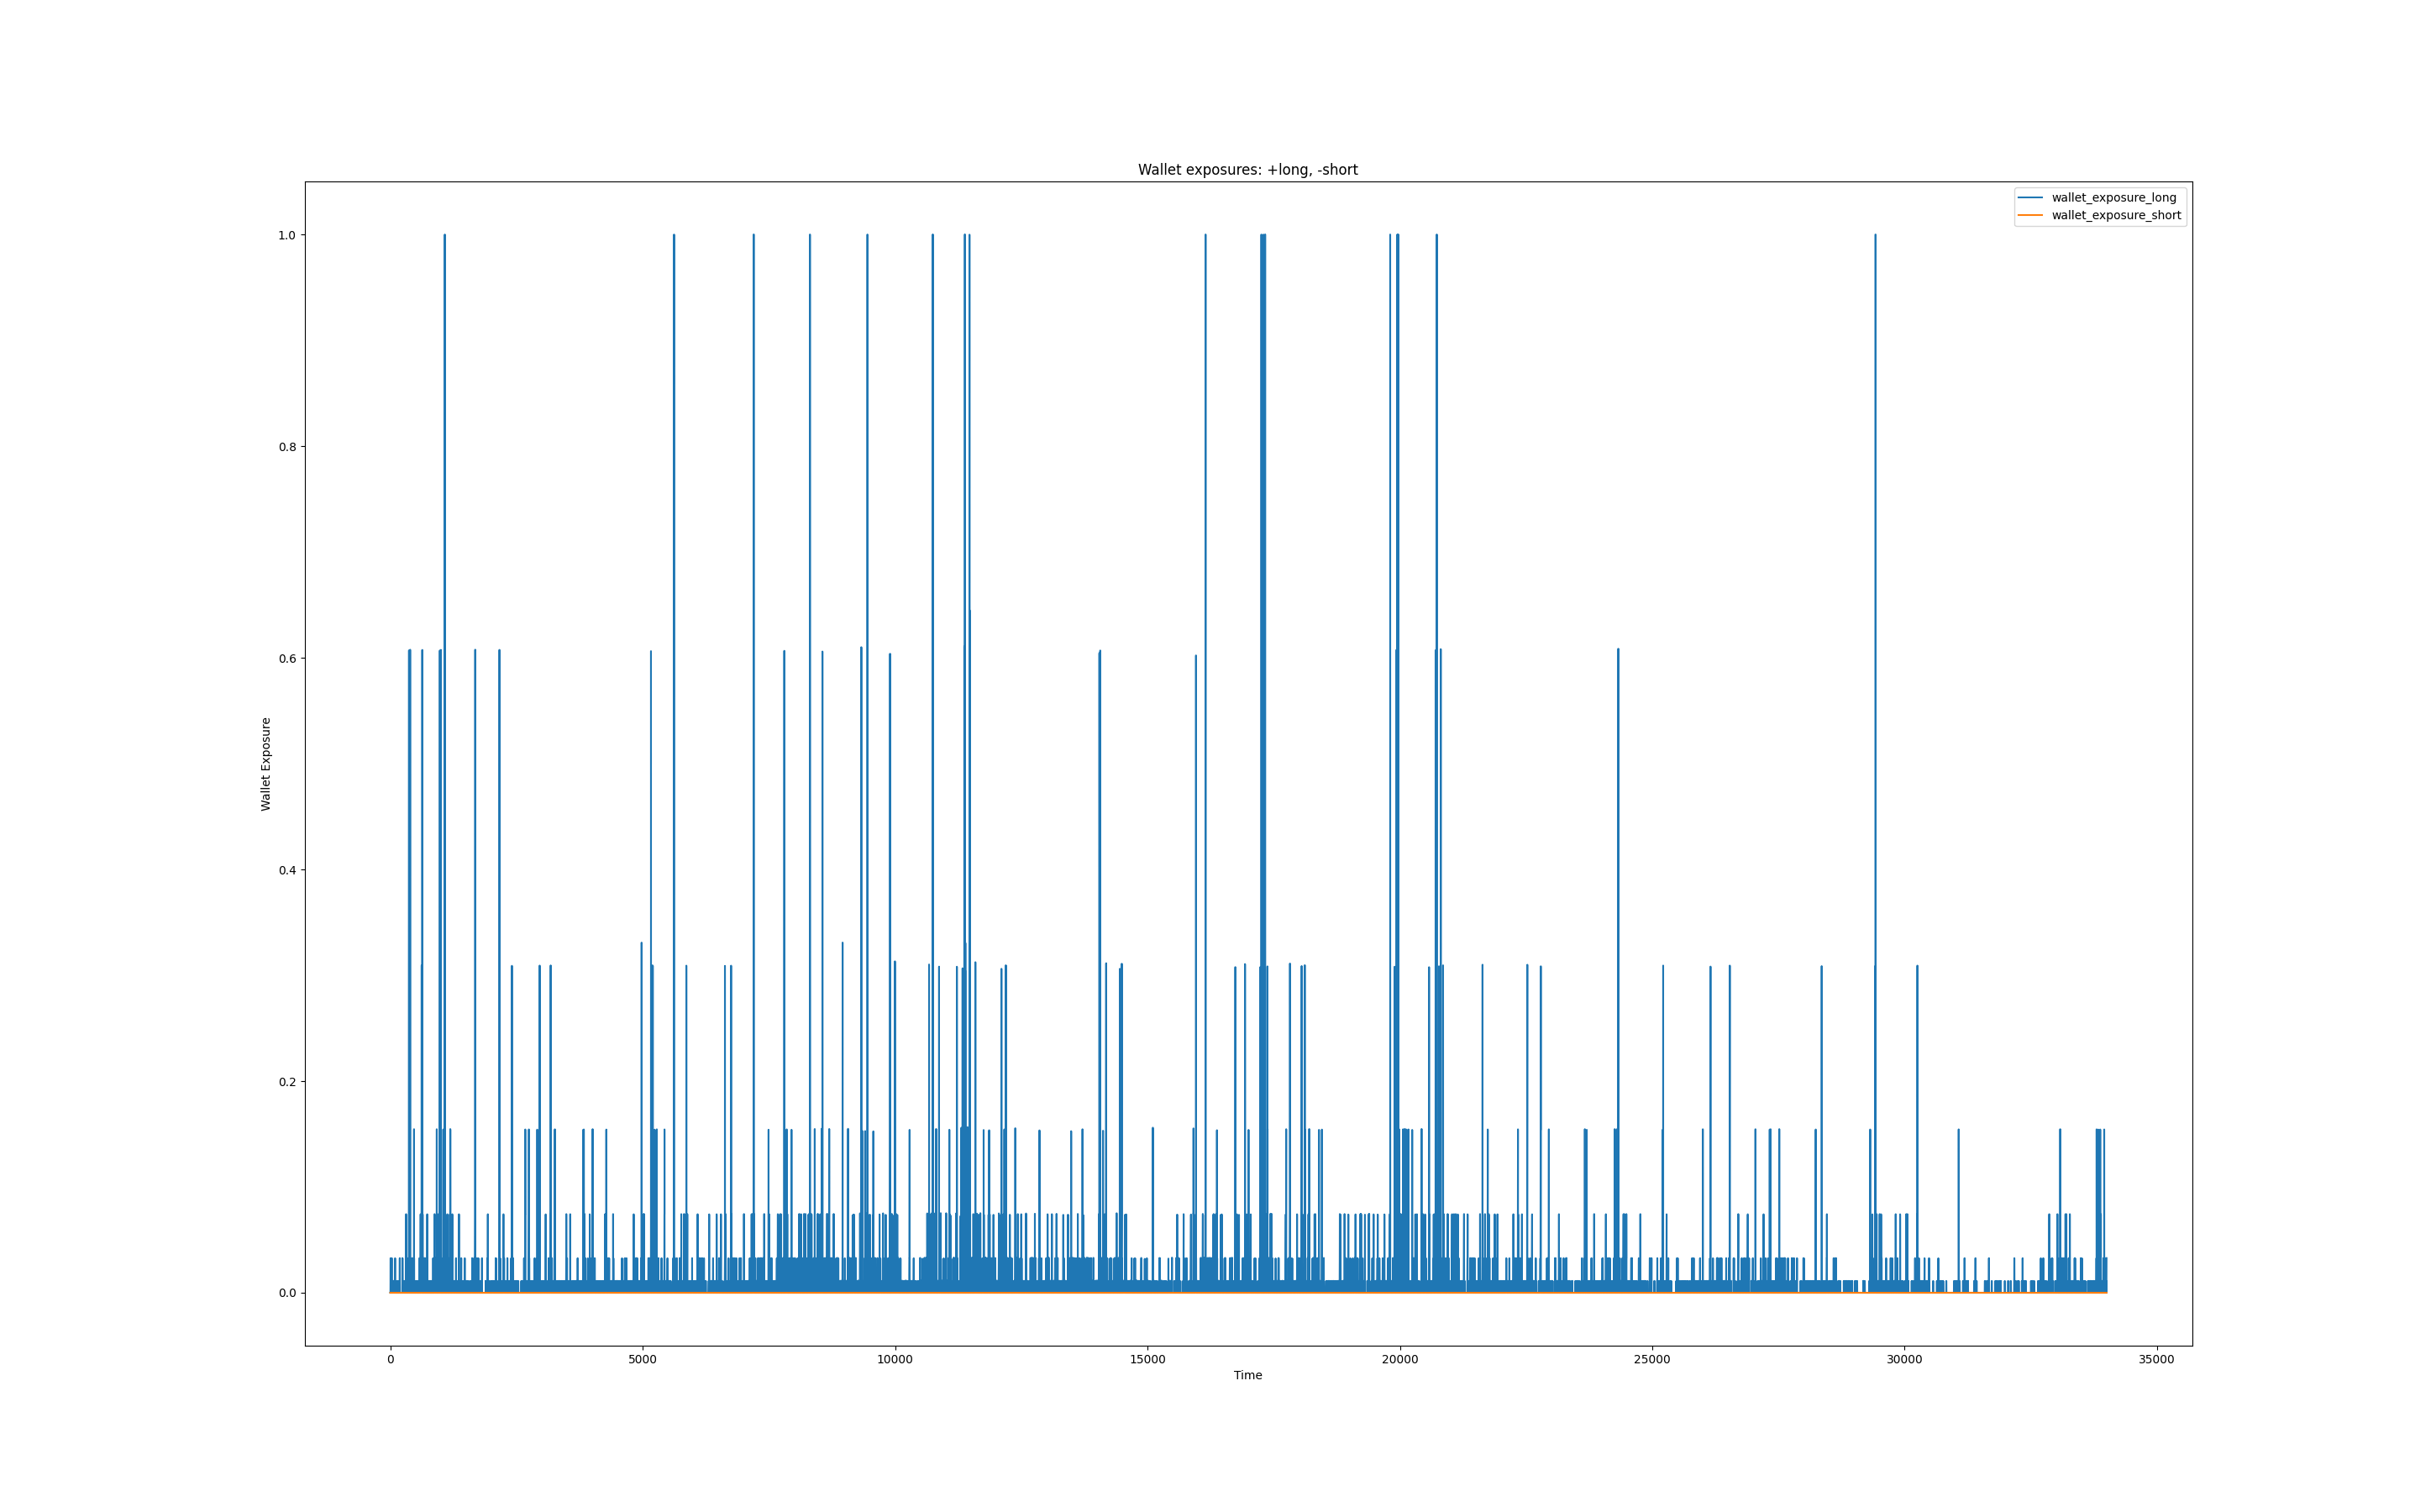 Wallet exposures: +long, -short
wallet_exposure_long
wallet_exposure_short
1.0
0.8
0.6
0.4
0.2
0.0
Wallet Exposure
0 5000 10000 15000 20000 25000 30000 35000
Time